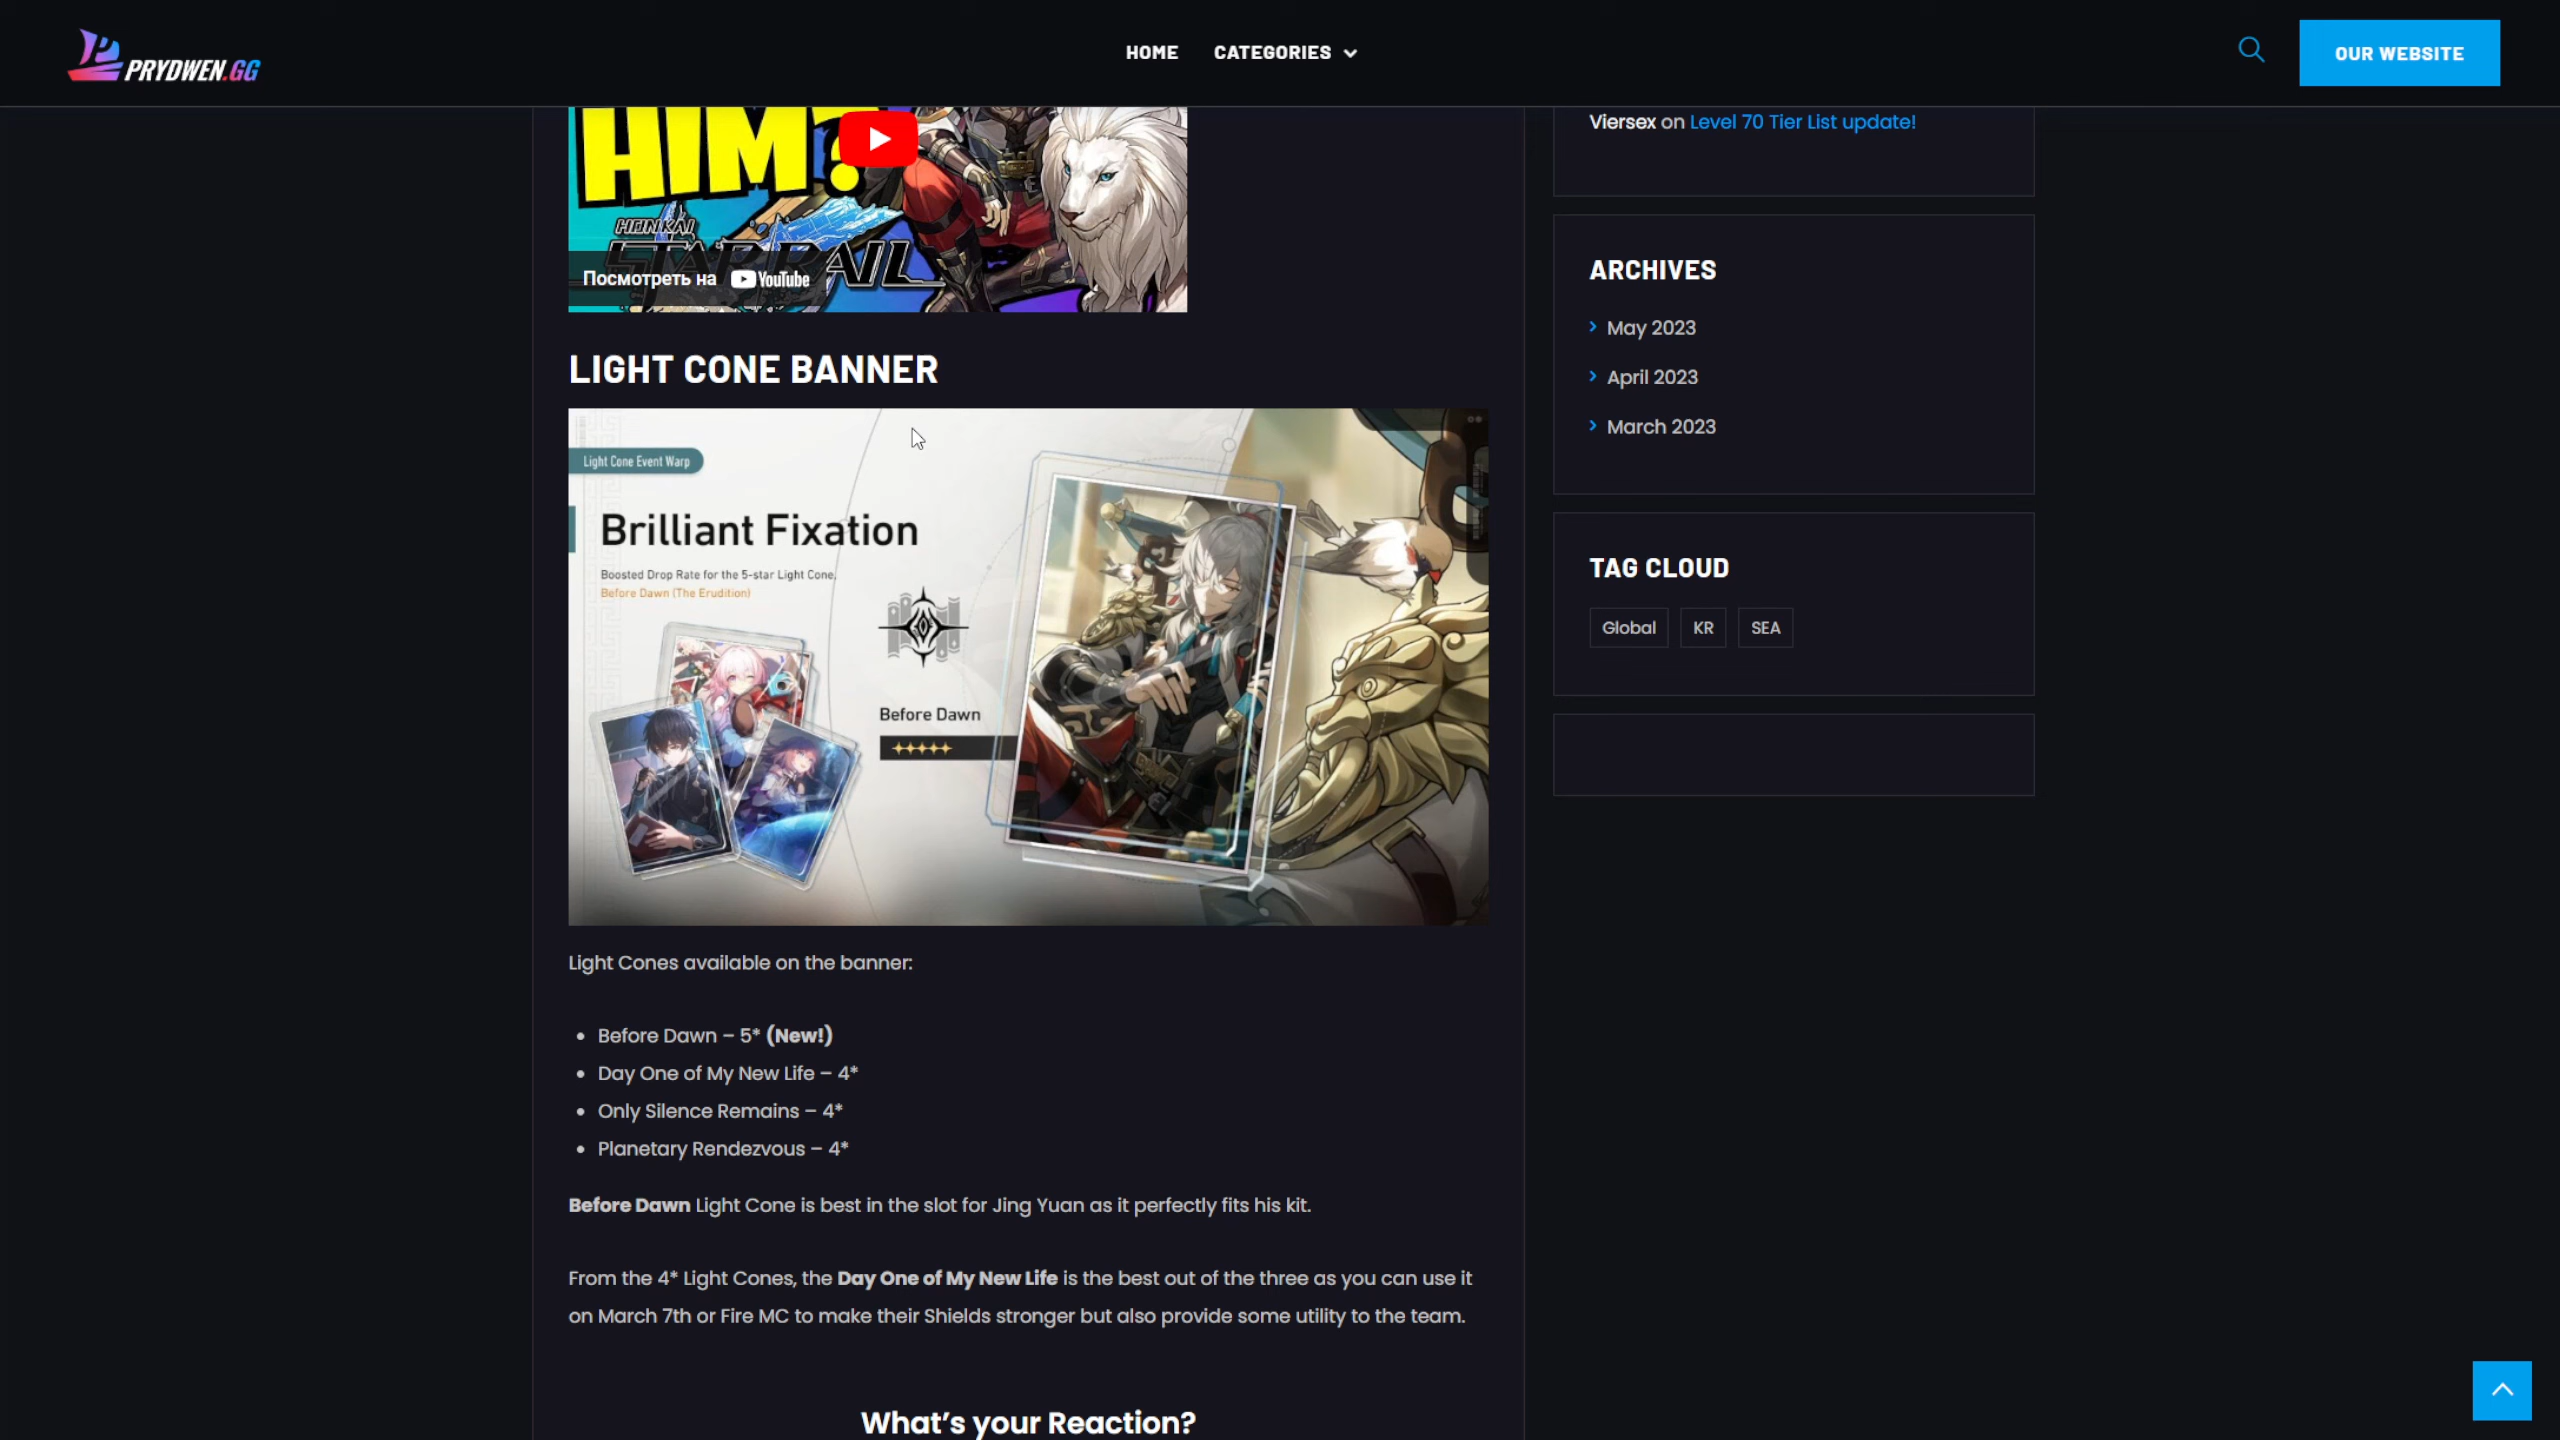 PRYDWEN.GG
HOME
CATEGORIES
OUR WEBSITE
HIM?
HONKAI
STAR RAIL
Посмотреть на YouTube
LIGHT CONE BANNER
Light Cone Event Warp
Brilliant Fixation
Boosted Drop Rate for the 5-star Light Cone,
Before Dawn (The Erudition)
Before Dawn
Light Cones available on the banner:
• Before Dawn – 5* (New!)
• Day One of My New Life – 4*
• Only Silence Remains – 4*
• Planetary Rendezvous – 4*
Before Dawn Light Cone is best in the slot for Jing Yuan as it perfectly fits his kit.
From the 4* Light Cones, the Day One of My New Life is the best out of the three as you can use it
on March 7th or Fire MC to make their Shields stronger but also provide some utility to the team.
What's your Reaction?
Viersex on Level 70 Tier List update!
ARCHIVES
May 2023
April 2023
March 2023
TAG CLOUD
Global
KR
SEA